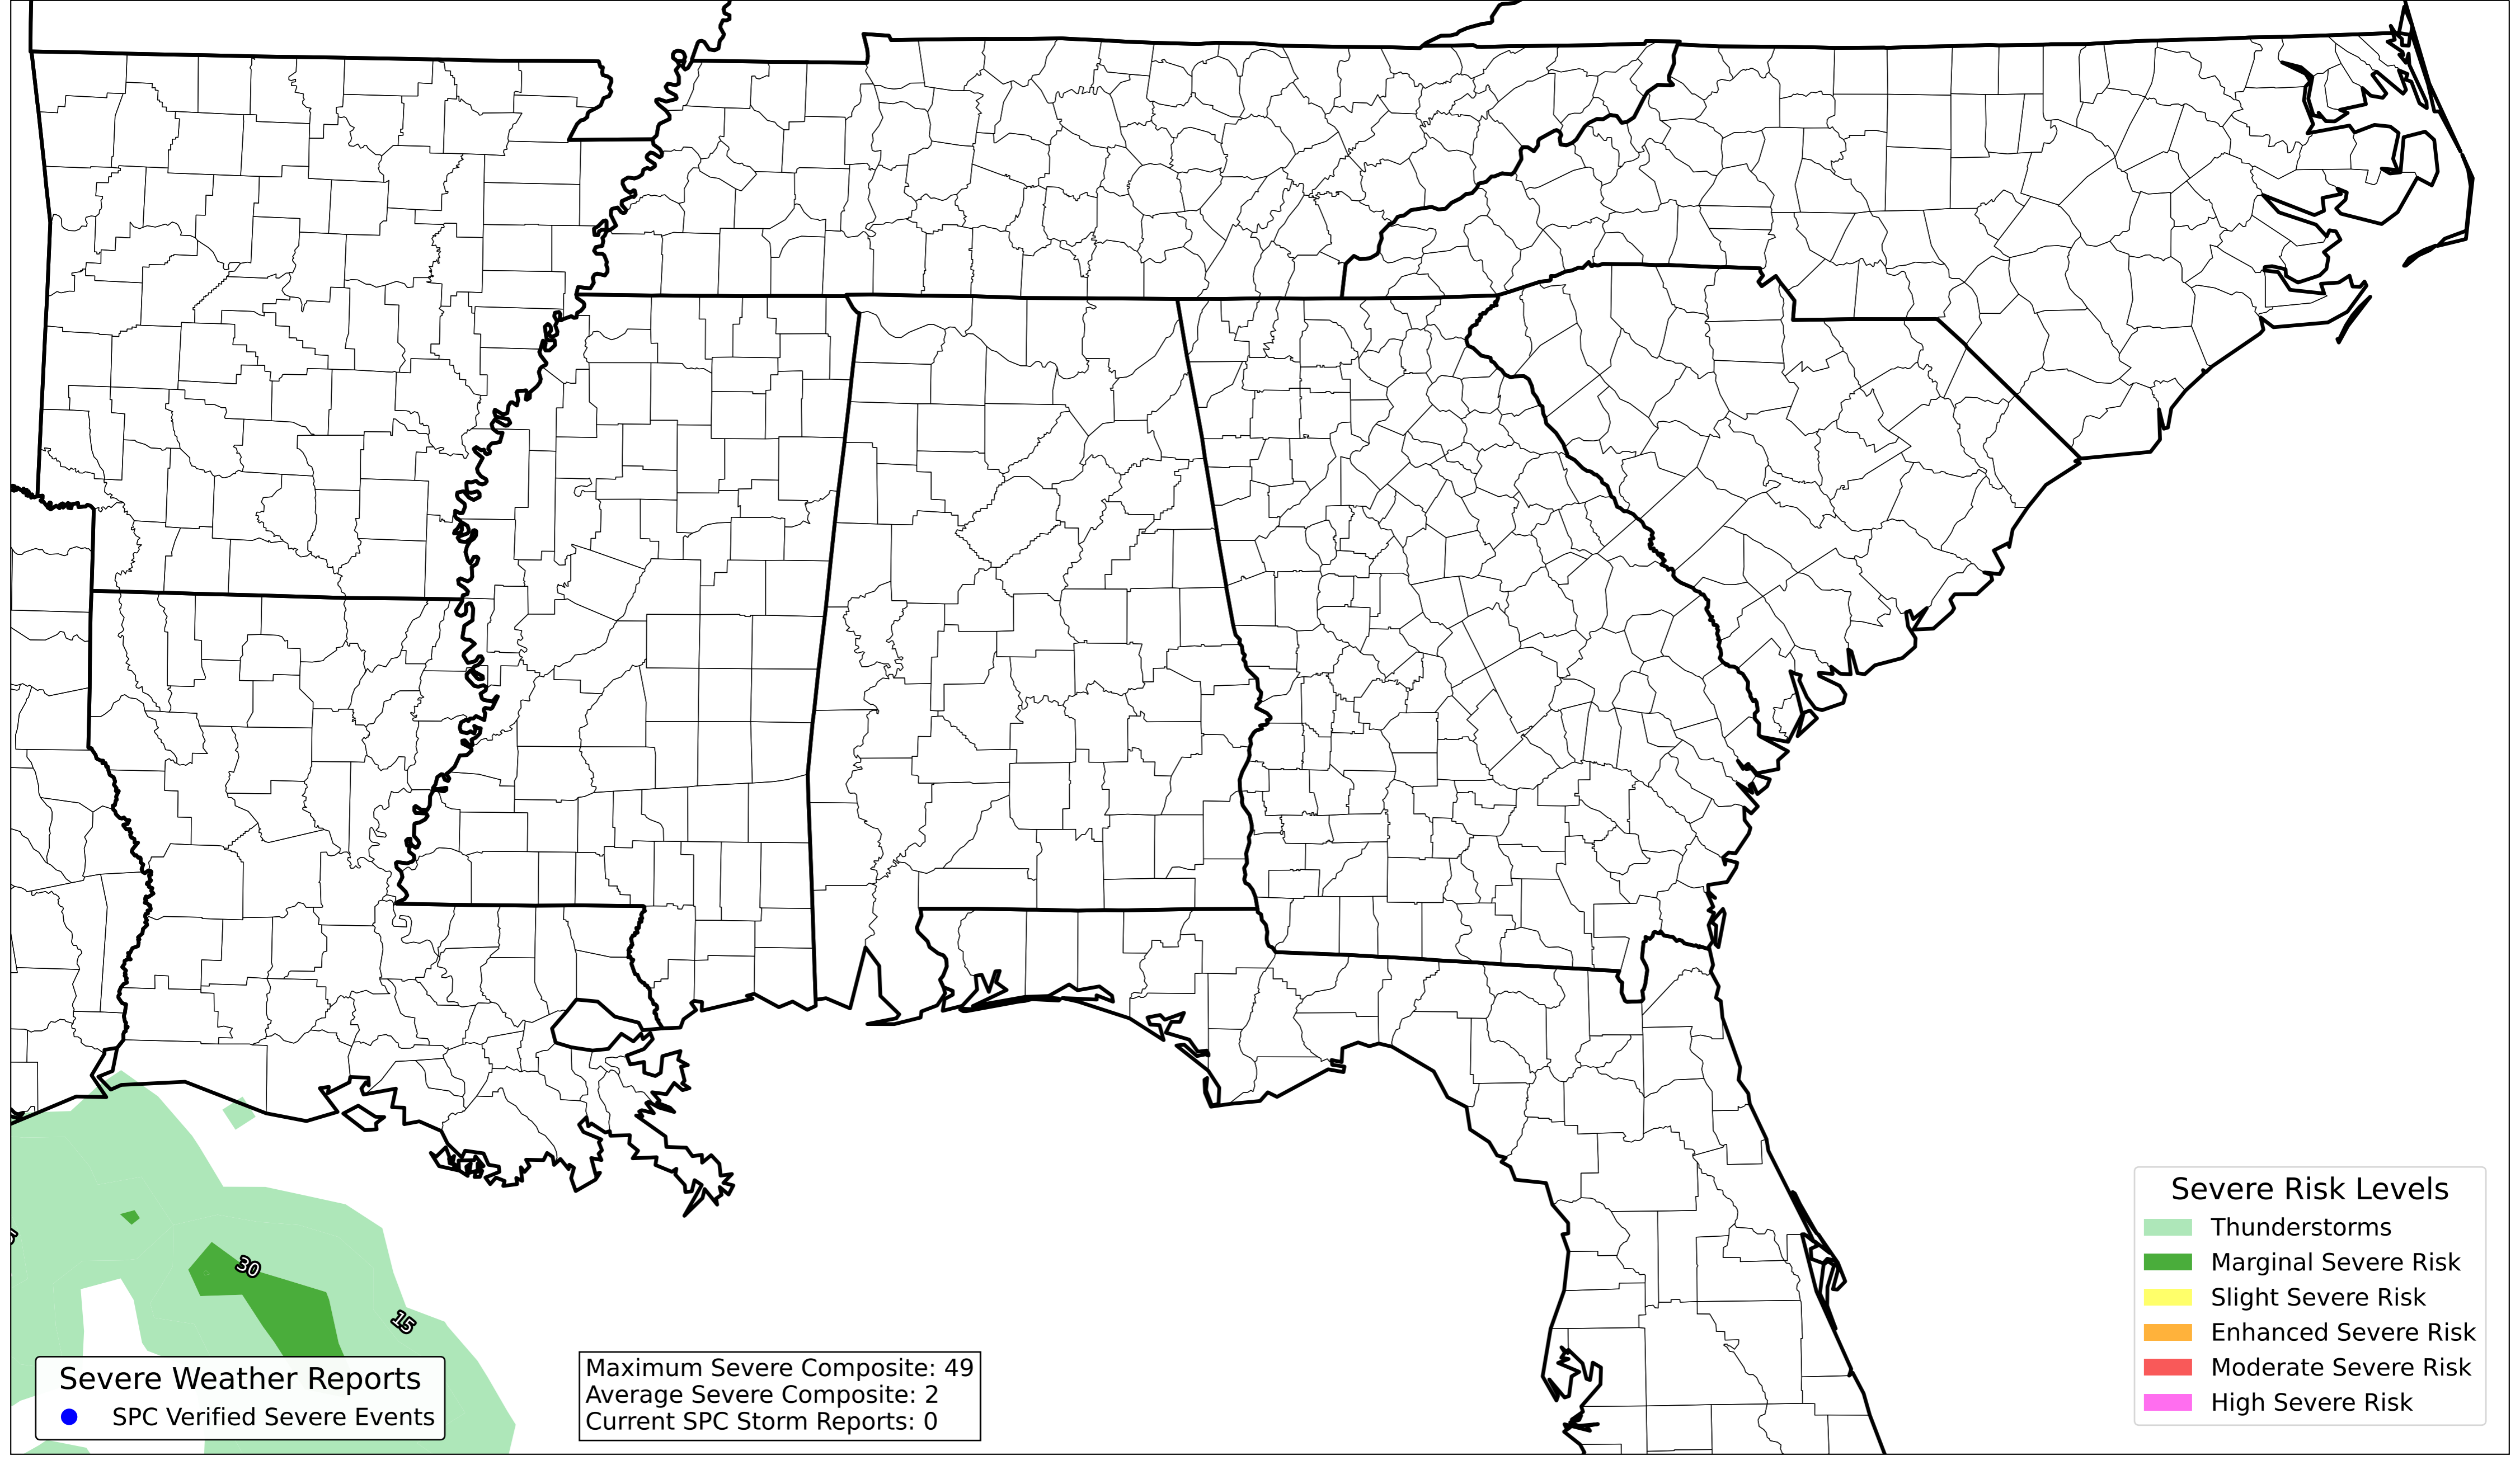 30
15
Severe Weather Reports
SPC Verified Severe Events
Maximum Severe Composite: 49
Average Severe Composite: 2
Current SPC Storm Reports: 0
Severe Risk Levels
Thunderstorms
Marginal Severe Risk
Slight Severe Risk
Enhanced Severe Risk
Moderate Severe Risk
High Severe Risk